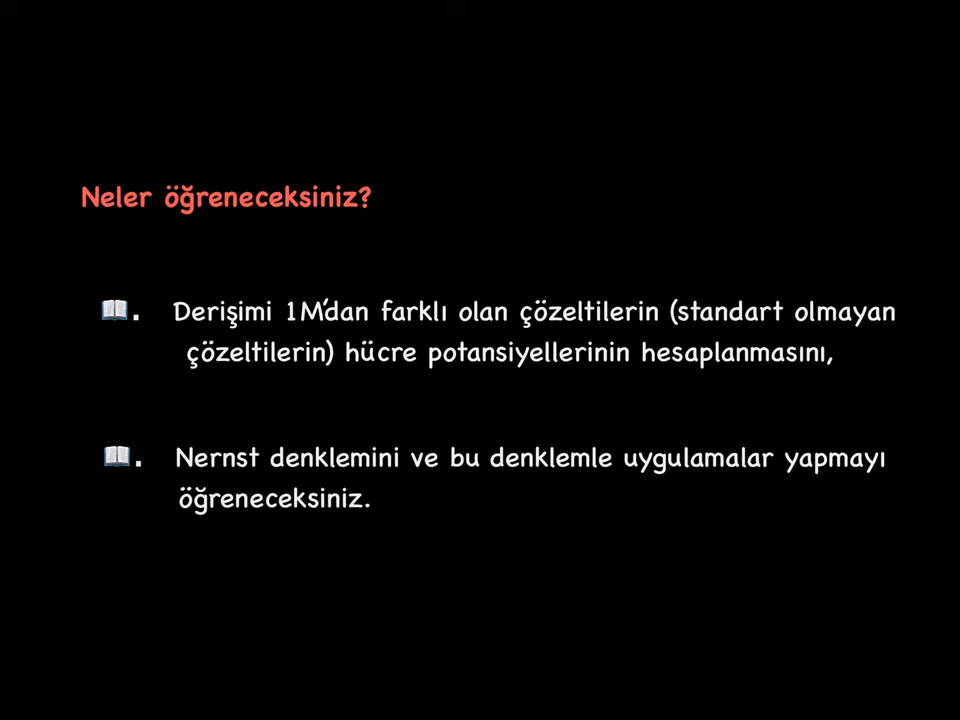 Neler öğreneceksiniz?
📖. Derişimi 1M'dan farklı olan çözeltilerin (standart olmayan
çözeltilerin) hücre potansiyellerinin hesaplanmasını,
📖. Nernst denklemini ve bu denklemle uygulamalar yapmayı
öğreneceksiniz.